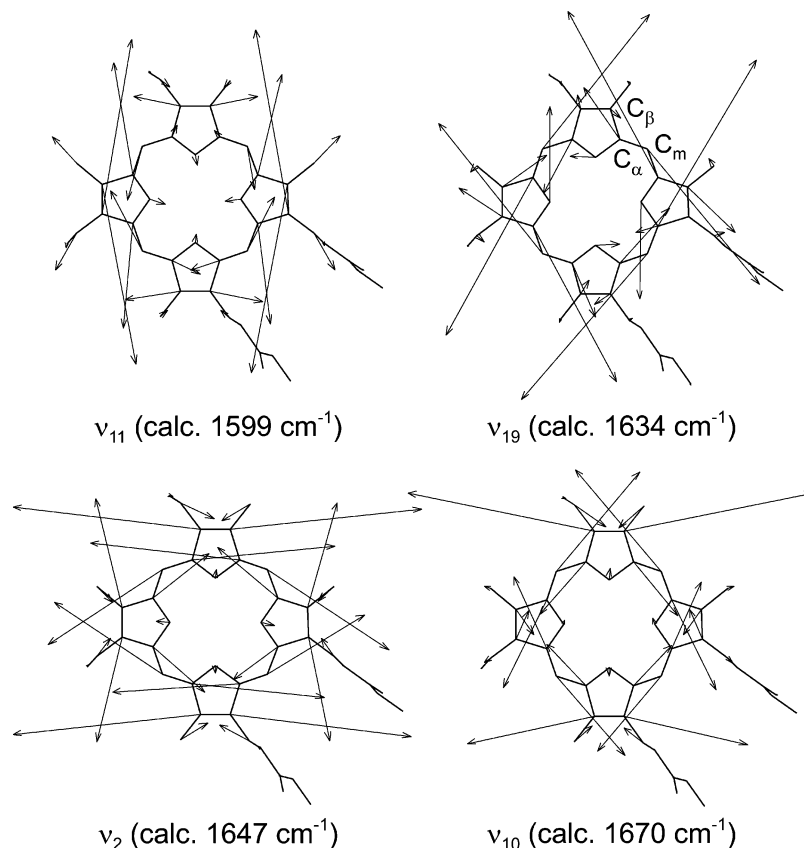 Cβ
Cα Cm
ν₁₁ (calc. 1599 cm⁻¹) ν₁₉ (calc. 1634 cm⁻¹)
ν₂ (calc. 1647 cm⁻¹) ν₁₀ (calc. 1670 cm⁻¹)